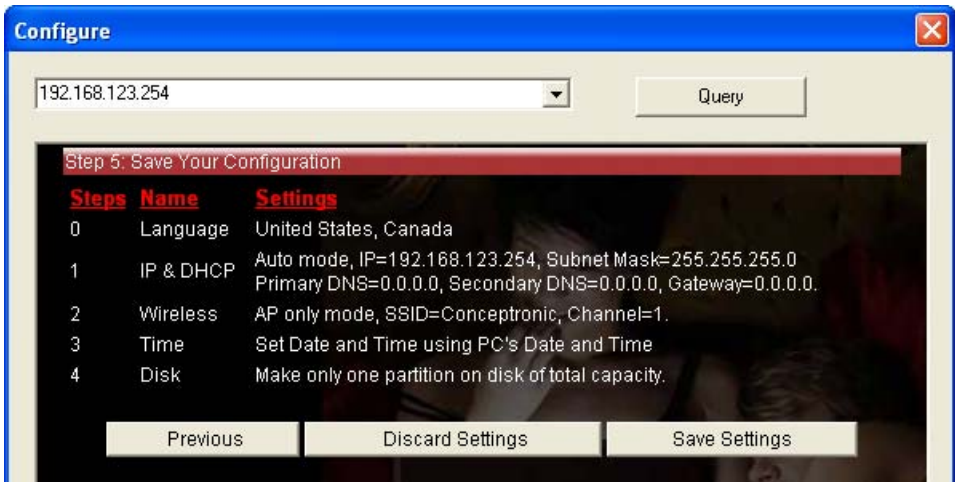 Configure
192.168.123.254
Query
Step 5: Save Your Configuration
Steps Name Settings
0 Language United States, Canada
1 IP & DHCP Auto mode, IP=192.168.123.254, Subnet Mask=255.255.255.0
Primary DNS=0.0.0.0, Secondary DNS=0.0.0.0, Gateway=0.0.0.0.
2 Wireless AP only mode, SSID=Conceptronic, Channel=1.
3 Time Set Date and Time using PC's Date and Time
4 Disk Make only one partition on disk of total capacity.
Previous Discard Settings Save Settings